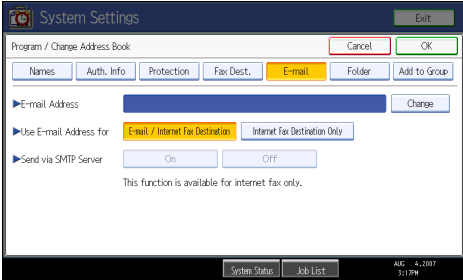 System Settings
Exit
Program / Change Address Book
Cancel
OK
Names
Auth. Info
Protection
Fax Dest.
E-mail
Folder
Add to Group
▶E-mail Address
Change
▶Use E-mail Address for
E-mail / Internet Fax Destination
Internet Fax Destination Only
▶Send via SMTP Server
On
Off
This function is available for internet fax only.
System Status
Job List
AUG 4,2007
3:17PM